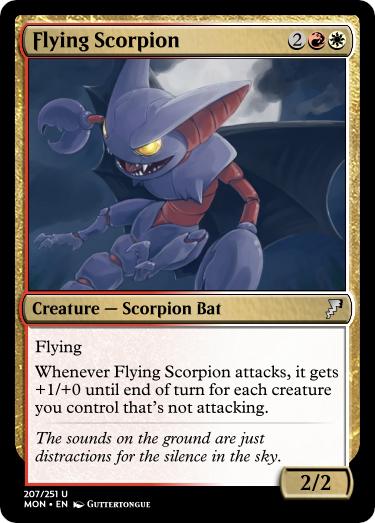 Flying Scorpion 2
Creature — Scorpion Bat
Flying
Whenever Flying Scorpion attacks, it gets
+1/+0 until end of turn for each creature
you control that's not attacking.
The sounds on the ground are just
distractions for the silence in the sky.
2/2
207/251 U
MON • EN Guttertongue